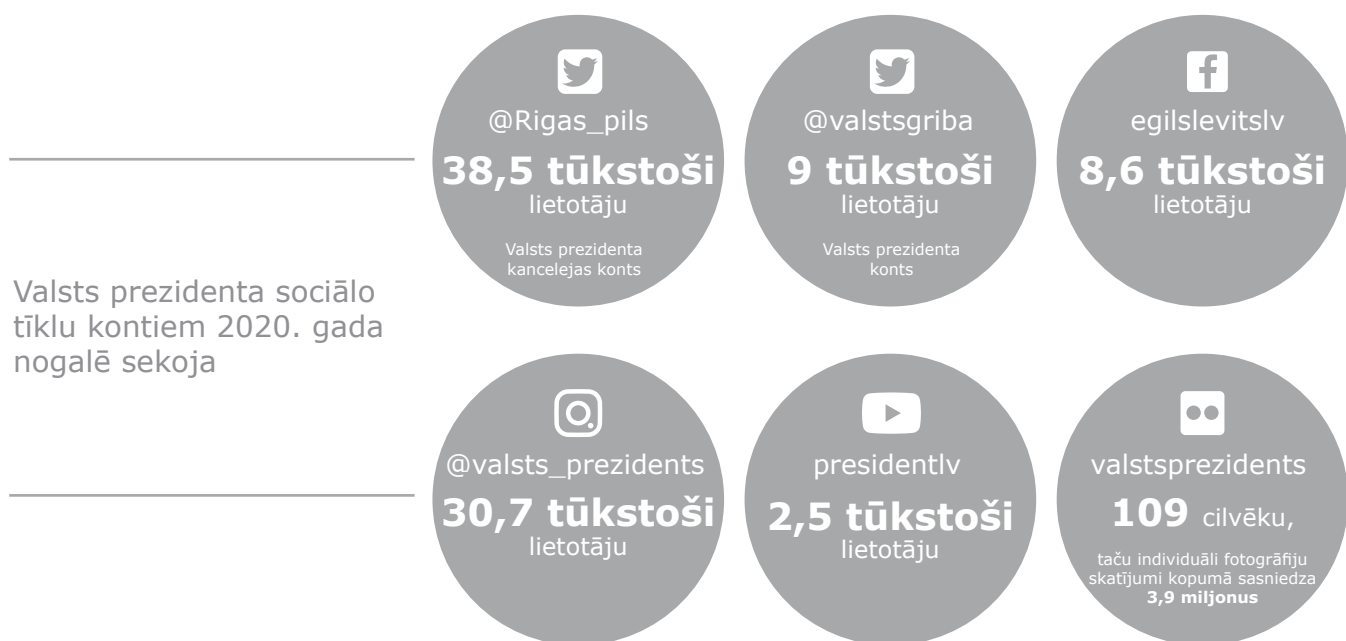 Valsts prezidenta sociālo
tīklu kontiem 2020. gada
nogalē sekoja
@Rigas_pils
38,5 tūkstoši
lietotāju
Valsts prezidenta
kancelejas konts
@valstsgriba
9 tūkstoši
lietotāju
Valsts prezidenta
konts
egilslevitslv
8,6 tūkstoši
lietotāju
@valsts_prezidents
30,7 tūkstoši
lietotāju
presidentlv
2,5 tūkstoši
lietotāju
valstsprezidents
109 cilvēku,
taču individuāli fotogrāfiju
skatījumi kopumā sasniedza
3,9 miljonus